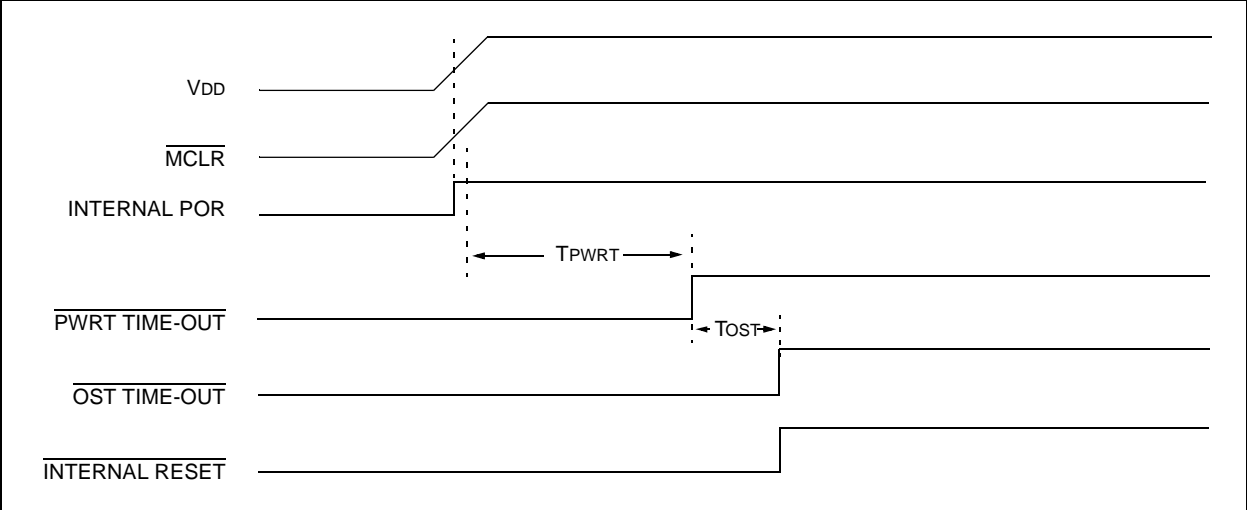 VDD
MCLR
INTERNAL POR
TPWRT
PWRT TIME-OUT
TOST
OST TIME-OUT
INTERNAL RESET